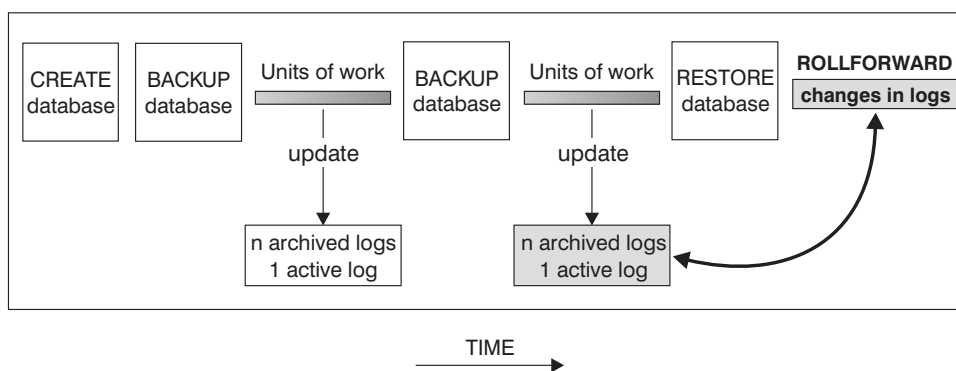 CREATE
database
BACKUP
database
Units of work
update
n archived logs
1 active log
BACKUP
database
Units of work
update
n archived logs
1 active log
RESTORE
database
ROLLFORWARD
changes in logs
TIME